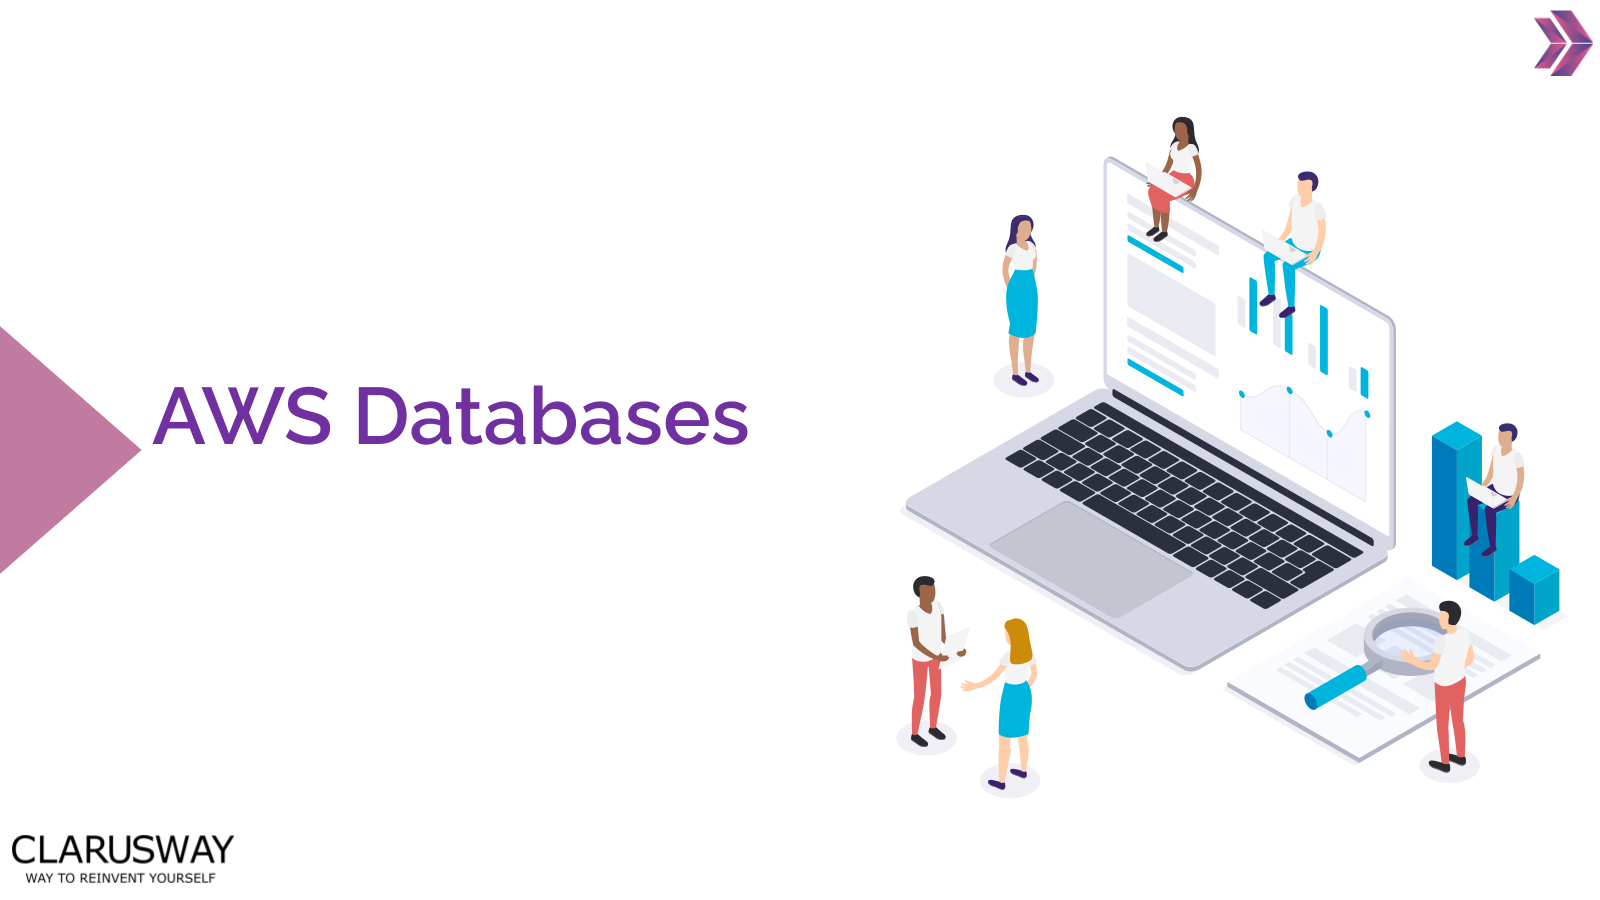 AWS Databases
CLARUSWAY
WAY TO REINVENT YOURSELF